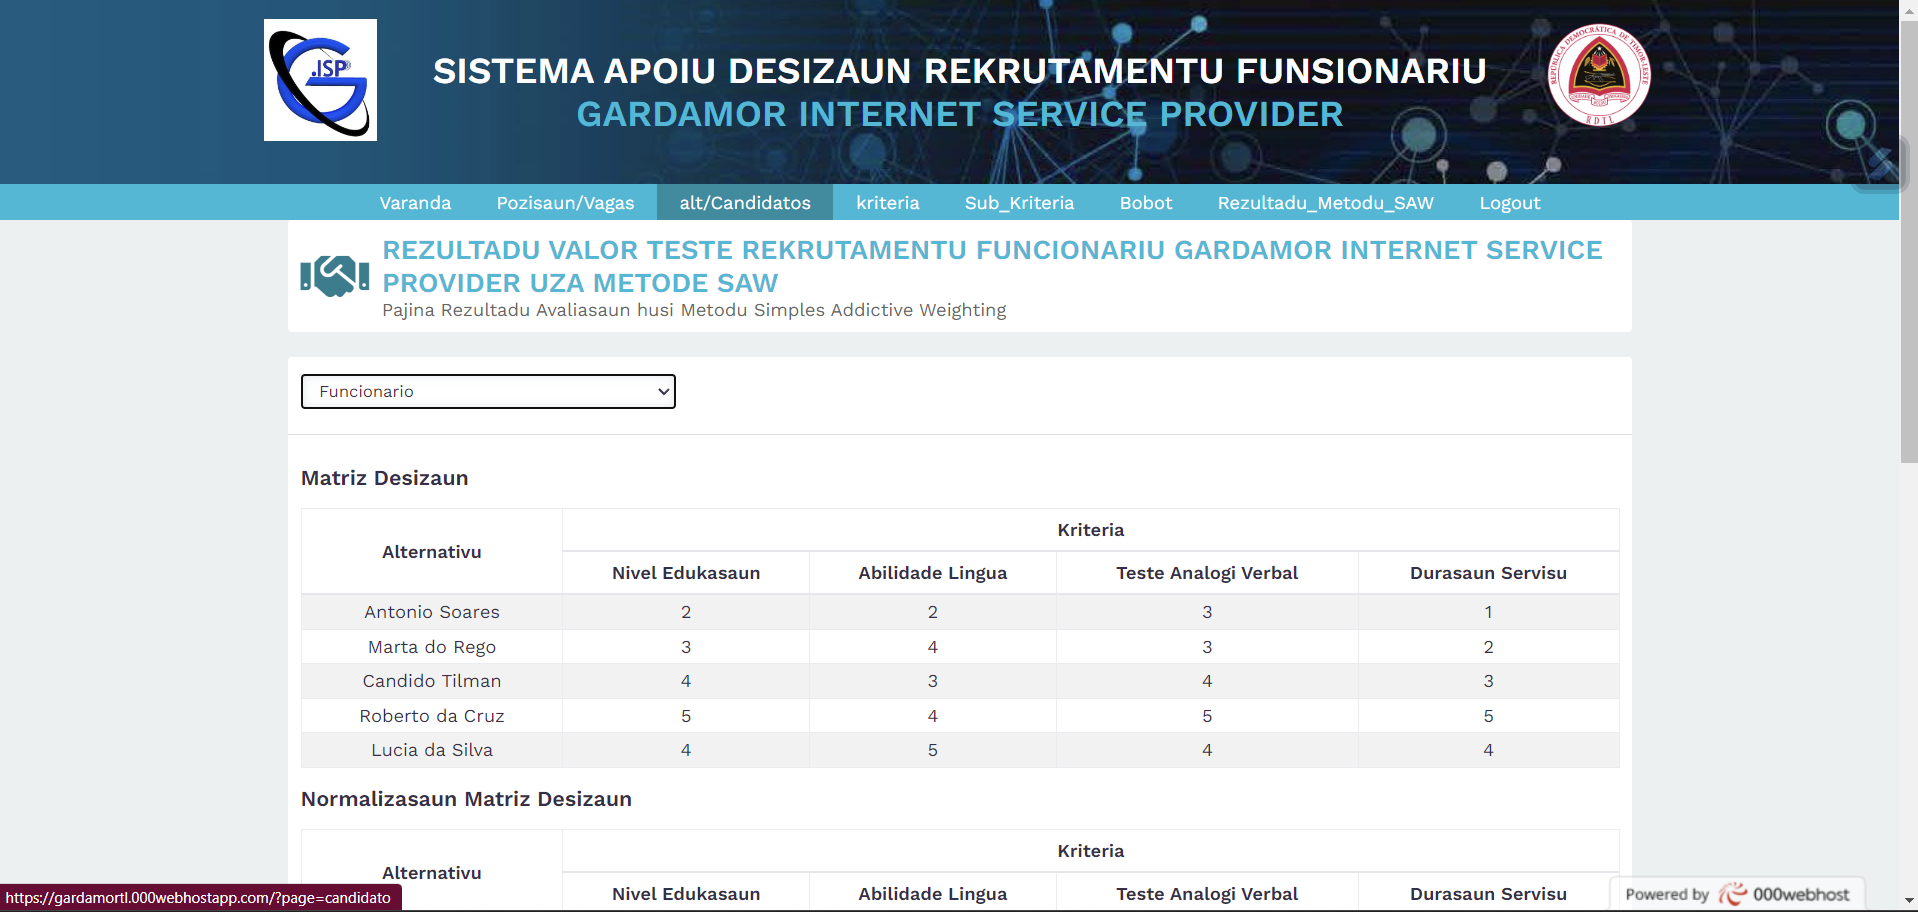 .ISP
SISTEMA APOIU DESIZAUN REKRUTAMENTU FUNSIONARIU
GARDAMOR INTERNET SERVICE PROVIDER
REPUBLICA DEMOCRÁTICA DE TIMOR-LESTE
RDTL
Varanda Pozisaun/Vagas alt/Candidatos kriteria Sub_Kriteria Bobot Rezultadu_Metodu_SAW Logout
REZULTADU VALOR TESTE REKRUTAMENTU FUNCIONARIU GARDAMOR INTERNET SERVICE
PROVIDER UZA METODE SAW
Pajina Rezultadu Avaliasaun husi Metodu Simples Addictive Weighting
Funcionario
Matriz Desizaun
Alternativu Kriteria
Nivel Edukasaun Abilidade Lingua Teste Analogi Verbal Durasaun Servisu
Antonio Soares 2 2 3 1
Marta do Rego 3 4 3 2
Candido Tilman 4 3 4 3
Roberto da Cruz 5 4 5 5
Lucia da Silva 4 5 4 4
Normalizasaun Matriz Desizaun
Alternativu Kriteria
Nivel Edukasaun Abilidade Lingua Teste Analogi Verbal Durasaun Servisu
https://gardamortl.000webhostapp.com/?page=candidato
Powered by 000webhost